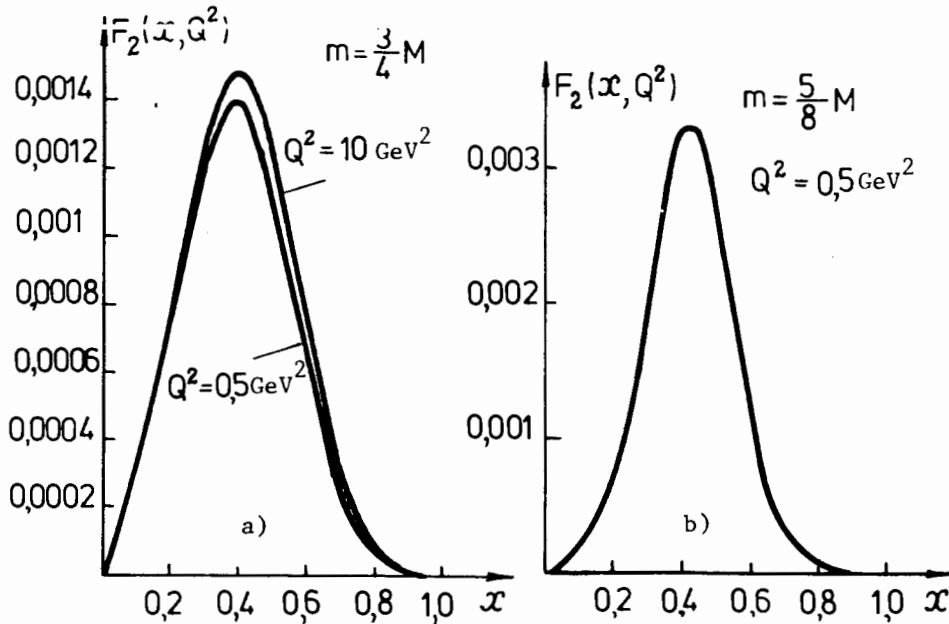 F₂(x,Q²)
m = 3/4 M
0,0014
0,0012
0,001
0,0008
0,0006
0,0004
0,0002
Q² = 10 GeV²
Q² = 0,5 GeV²
a)
0,2 0,4 0,6 0,8 1,0 x
F₂(x,Q²)
m = 5/8 M
Q² = 0,5 GeV²
0,003
0,002
0,001
b)
0,2 0,4 0,6 0,8 1,0 x